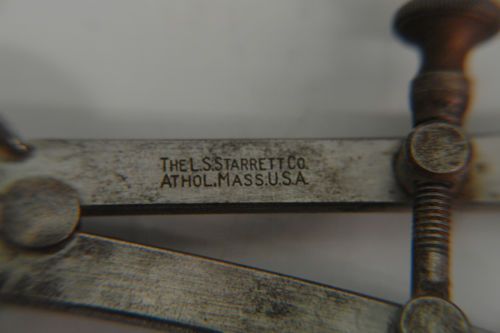 THE L.S. STARRETT CO.
ATHOL. MASS. U.S.A.